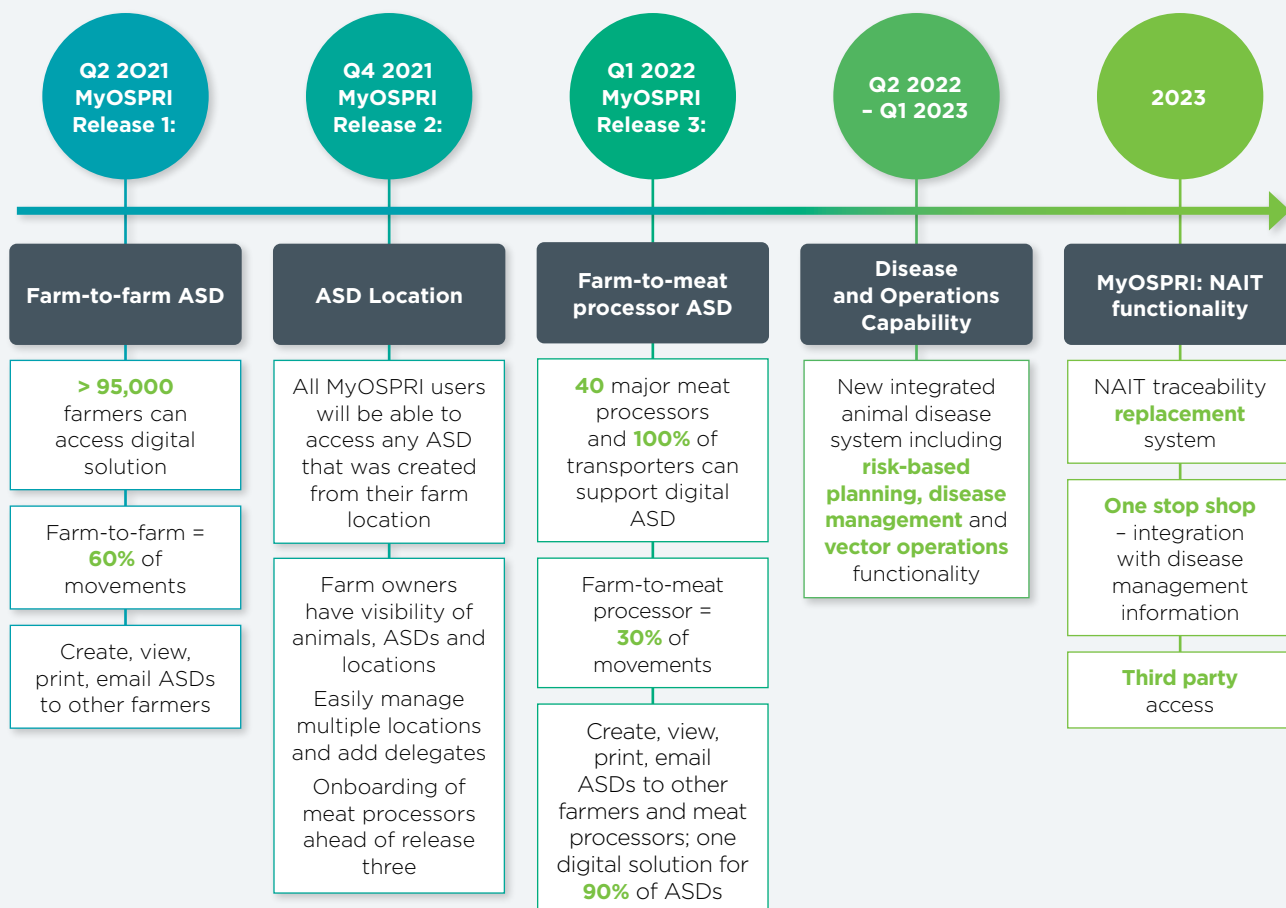 Q2 2021
MyOSPRI
Release 1:
Q4 2021
MyOSPRI
Release 2:
Q1 2022
MyOSPRI
Release 3:
Q2 2022
– Q1 2023
2023
Farm-to-farm ASD
> 95,000
farmers can
access digital
solution
Farm-to-farm =
60% of
movements
Create, view,
print, email ASDs
to other farmers
ASD Location
All MyOSPRI users
will be able to
access any ASD
that was created
from their farm
location
Farm owners
have visibility of
animals, ASDs and
locations
Easily manage
multiple locations
and add delegates
Onboarding of
meat processors
ahead of release
three
Farm-to-meat
processor ASD
40 major meat
processors
and 100% of
transporters can
support digital
ASD
Farm-to-meat
processor =
30% of
movements
Create, view,
print, email
ASDs to other
farmers and meat
processors; one
digital solution for
90% of ASDs
Disease
and Operations
Capability
New integrated
animal disease
system including
risk-based
planning, disease
management and
vector operations
functionality
MyOSPRI: NAIT
functionality
NAIT traceability
replacement
system
One stop shop
– integration
with disease
management
information
Third party
access